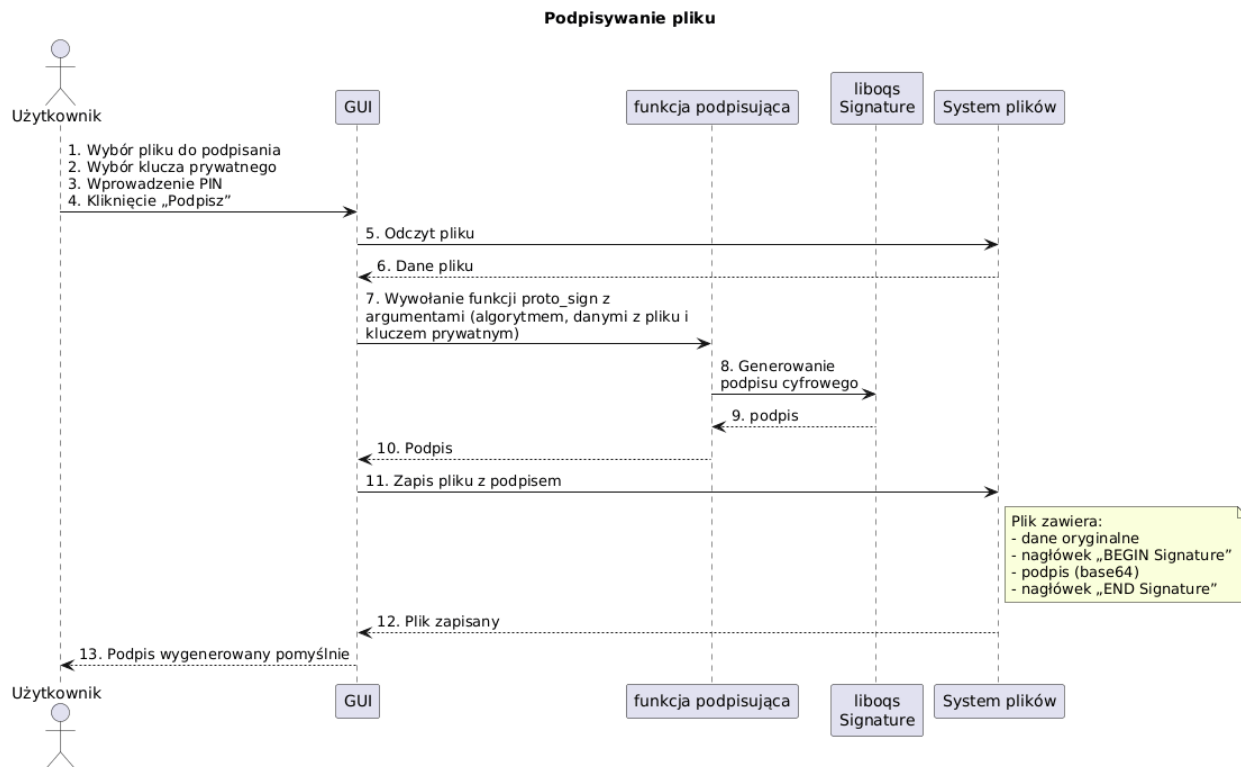 Podpisywanie pliku
Użytkownik
GUI
funkcja podpisująca
liboqs
Signature
System plików
1. Wybór pliku do podpisania
2. Wybór klucza prywatnego
3. Wprowadzenie PIN
4. Kliknięcie „Podpisz”
5. Odczyt pliku
6. Dane pliku
7. Wywołanie funkcji proto_sign z
argumentami (algorytmem, danymi z pliku i
kluczem prywatnym)
8. Generowanie
podpisu cyfrowego
9. podpis
10. Podpis
11. Zapis pliku z podpisem
Plik zawiera:
- dane oryginalne
- nagłówek „BEGIN Signature”
- podpis (base64)
- nagłówek „END Signature”
12. Plik zapisany
13. Podpis wygenerowany pomyślnie
Użytkownik
GUI
funkcja podpisująca
liboqs
Signature
System plików